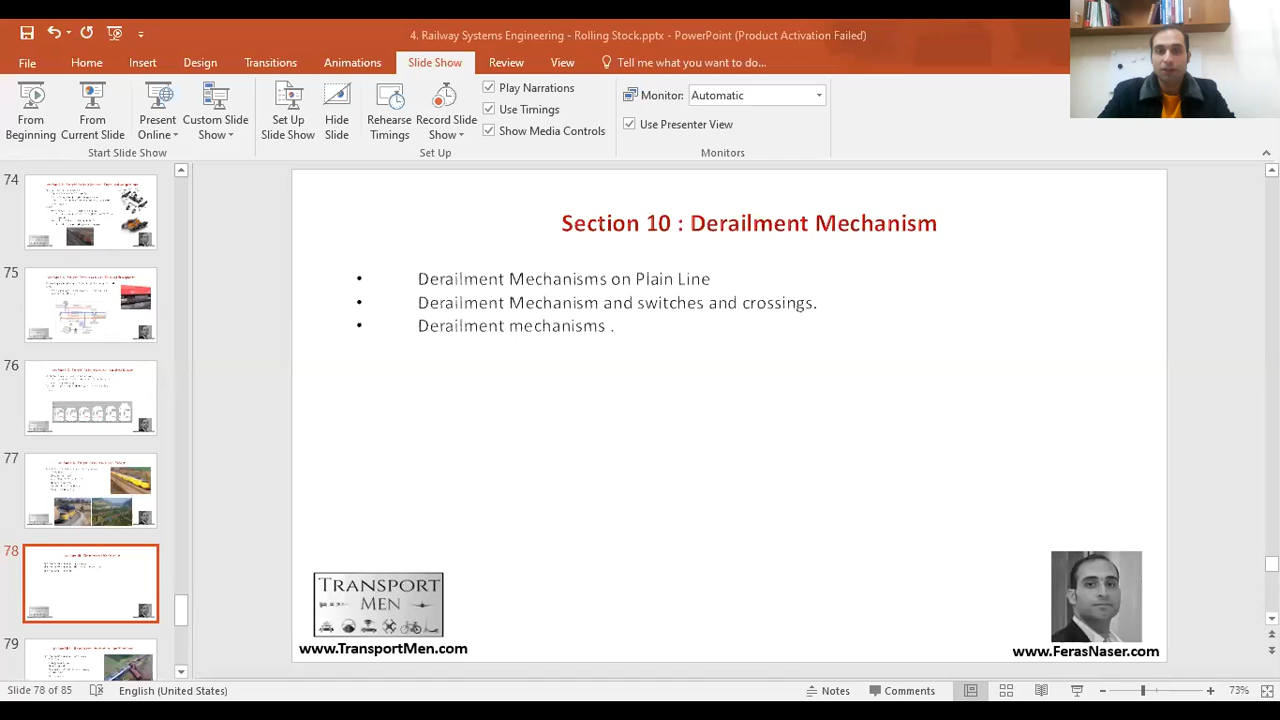 4. Railway Systems Engineering - Rolling Stock.pptx - PowerPoint (Product Activation Failed)
File Home Insert Design Transitions Animations Slide Show Review View Tell me what you want to do...
From Beginning
From Current Slide
Present Online
Custom Slide Show
Start Slide Show
Set Up Slide Show
Hide Slide
Rehearse Timings
Record Slide Show
Play Narrations
Use Timings
Show Media Controls
Set Up
Monitor: Automatic
Use Presenter View
Monitors
74
75
76
77
78
79
Section 10 : Derailment Mechanism
• Derailment Mechanisms on Plain Line
• Derailment Mechanism and switches and crossings.
• Derailment mechanisms .
TRANSPORT
MEN
www.TransportMen.com
www.FerasNaser.com
Slide 78 of 85 English (United States) Notes Comments 73%